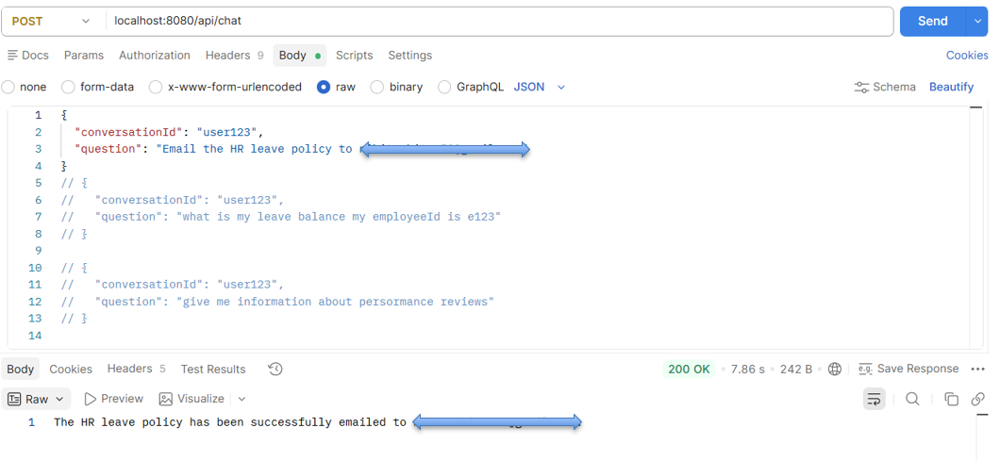 POST localhost:8080/api/chat Send
Docs Params Authorization Headers 9 Body Scripts Settings Cookies
none form-data x-www-form-urlencoded raw binary GraphQL JSON Schema Beautify
1 {
2 "conversationId": "user123",
3 "question": "Email the HR leave policy to
4 }
5 // {
6 // "conversationId": "user123",
7 // "question": "what is my leave balance my employeeId is e123"
8 // }
9
10 // {
11 // "conversationId": "user123",
12 // "question": "give me information about persormance reviews"
13 // }
14
Body Cookies Headers 5 Test Results 200 OK • 7.86 s • 242 B • e.g. Save Response
Raw Preview Visualize
1 The HR leave policy has been successfully emailed to